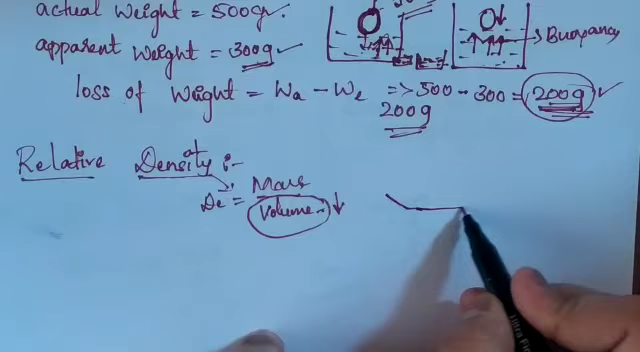 actual Weight = 500gr.
apparent Weight = 300g
→ Buoyancy
loss of Weight = Wa - We => 500 - 300 = 200g
200g
Relative Density :-
De = Mass
Volume